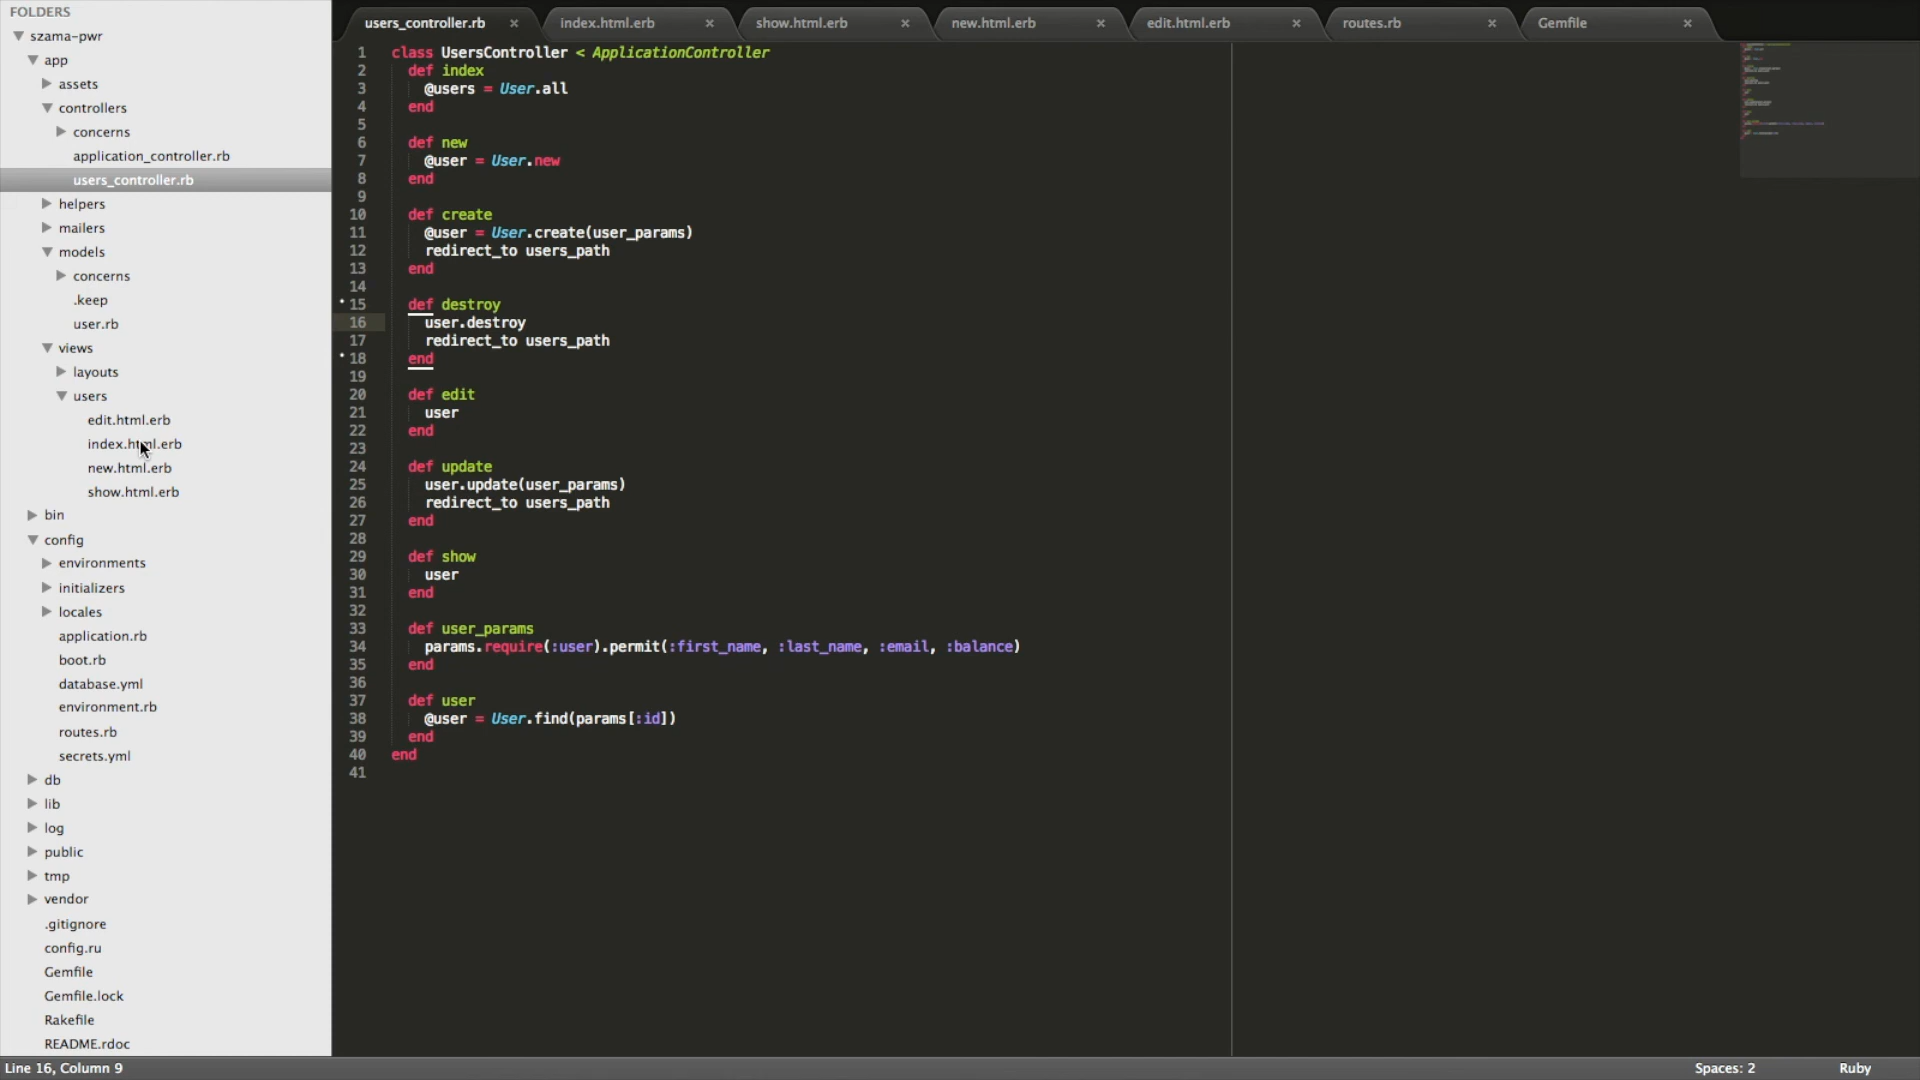 FOLDERS
szama-pwr
app
assets
controllers
concerns
application_controller.rb
users_controller.rb
helpers
mailers
models
concerns
.keep
user.rb
views
layouts
users
edit.html.erb
index.html.erb
new.html.erb
show.html.erb
bin
config
environments
initializers
locales
application.rb
boot.rb
database.yml
environment.rb
routes.rb
secrets.yml
db
lib
log
public
tmp
vendor
.gitignore
config.ru
Gemfile
Gemfile.lock
Rakefile
README.rdoc
users_controller.rb × index.html.erb × show.html.erb × new.html.erb × edit.html.erb × routes.rb × Gemfile ×
1 class UsersController < ApplicationController
2 def index
3 @users = User.all
4 end
5
6 def new
7 @user = User.new
8 end
9
10 def create
11 @user = User.create(user_params)
12 redirect_to users_path
13 end
14
15 def destroy
16 user.destroy
17 redirect_to users_path
18 end
19
20 def edit
21 user
22 end
23
24 def update
25 user.update(user_params)
26 redirect_to users_path
27 end
28
29 def show
30 user
31 end
32
33 def user_params
34 params.require(:user).permit(:first_name, :last_name, :email, :balance)
35 end
36
37 def user
38 @user = User.find(params[:id])
39 end
40 end
41
Line 16, Column 9 Spaces: 2 Ruby